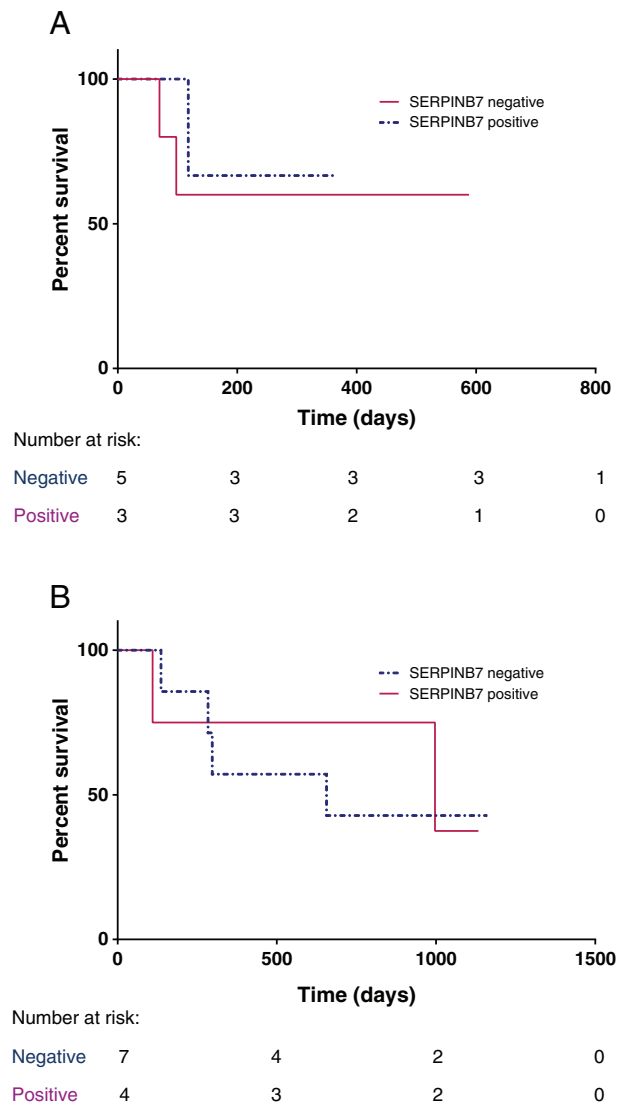 A
100
50
0
Percent survival
SERPINB7 negative
SERPINB7 positive
0 200 400 600 800
Time (days)
Number at risk:
Negative 5 3 3 3 1
Positive 3 3 2 1 0
B
100
50
0
Percent survival
SERPINB7 negative
SERPINB7 positive
0 500 1000 1500
Time (days)
Number at risk:
Negative 7 4 2 0
Positive 4 3 2 0